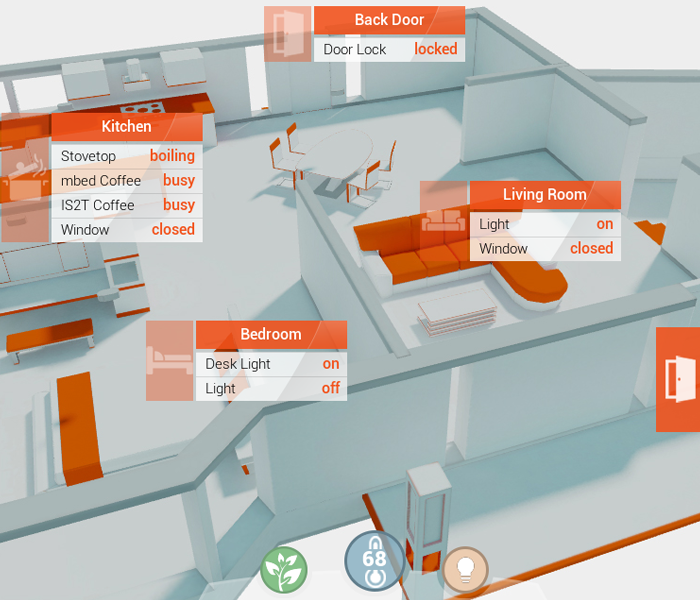 Back Door
Door Lock locked
Kitchen
Stovetop boiling
mbed Coffee busy
IS2T Coffee busy
Window closed
Living Room
Light on
Window closed
Bedroom
Desk Light on
Light off
68